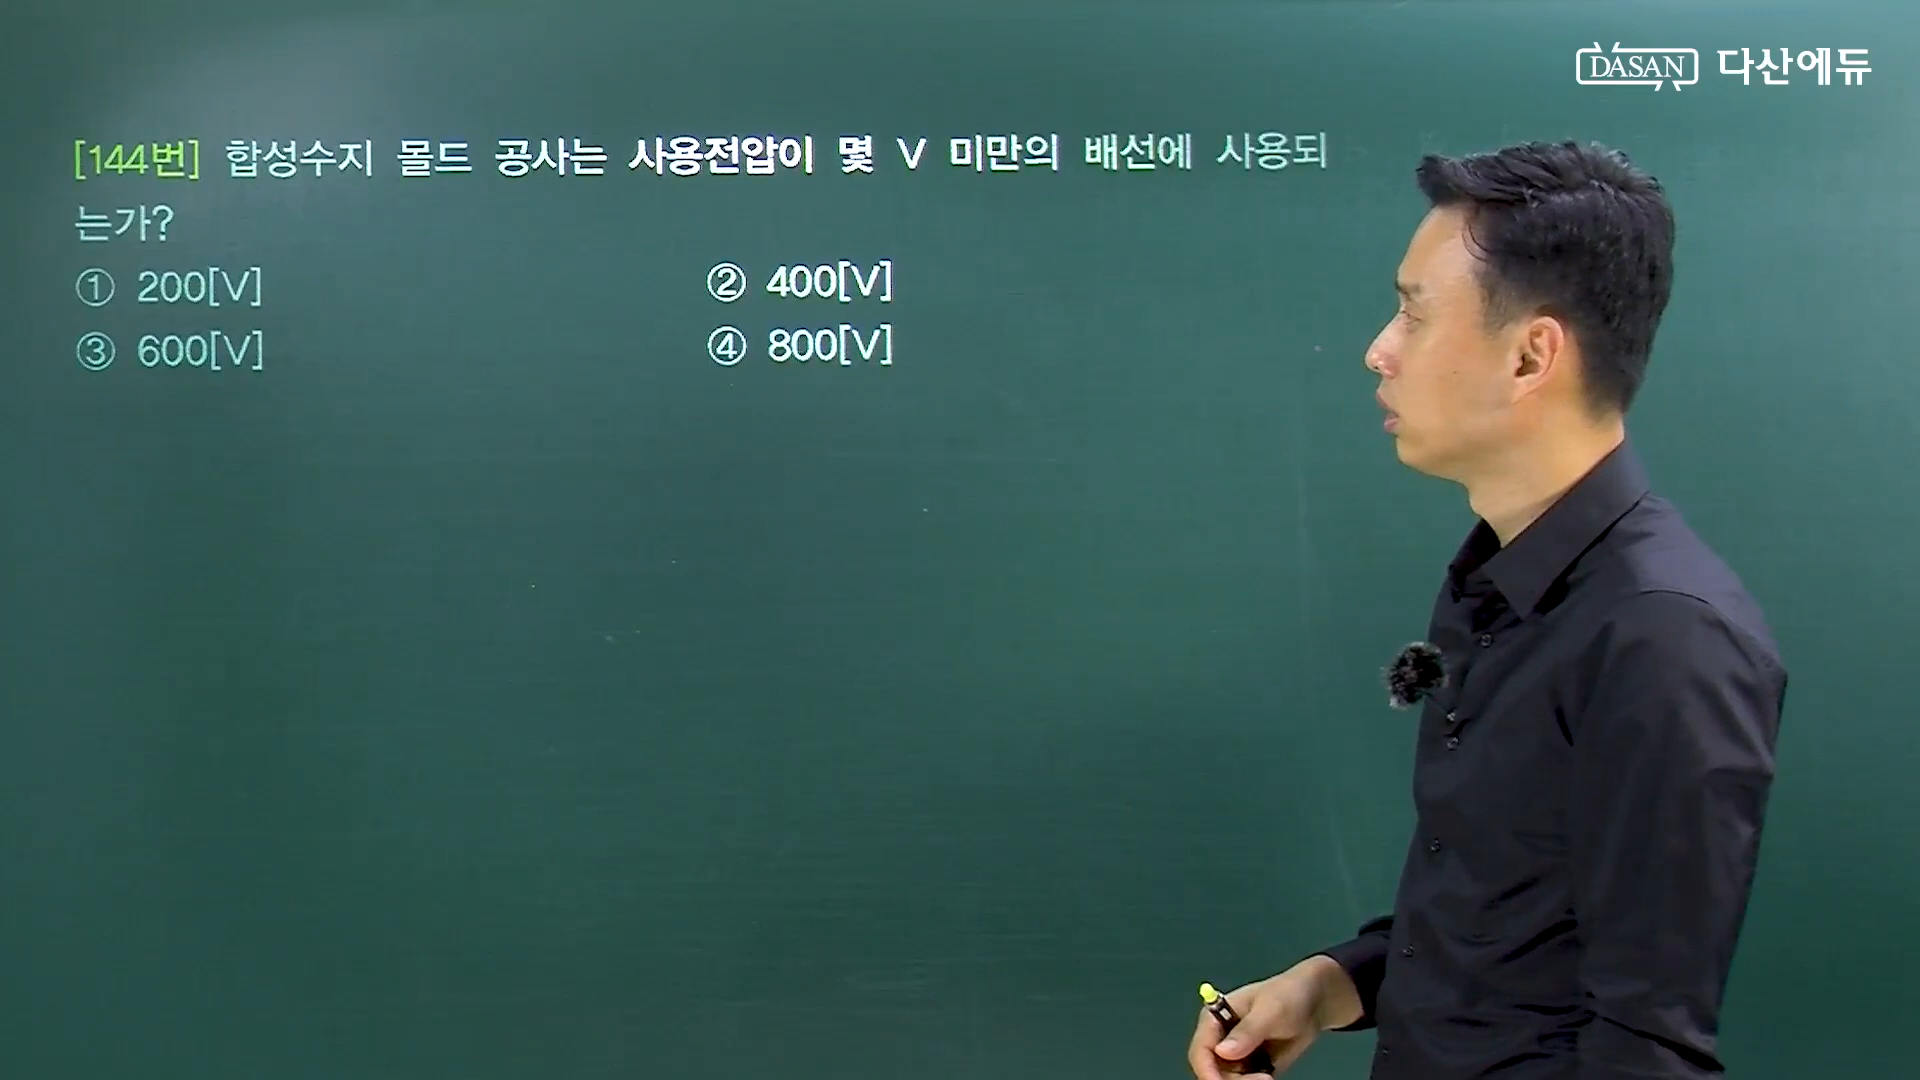 DASAN 다산에듀
[144번] 합성수지 몰드 공사는 사용전압이 몇 V 미만의 배선에 사용되
는가?
① 200[V] ② 400[V]
③ 600[V] ④ 800[V]